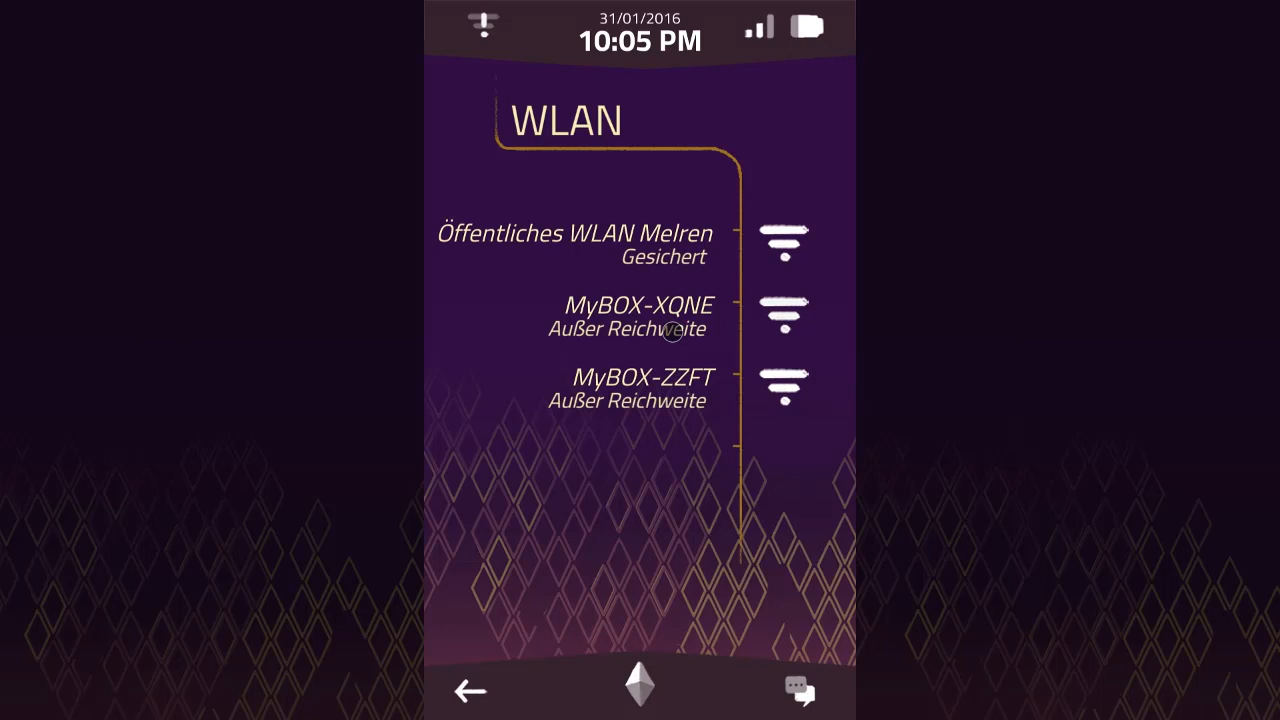 31/01/2016
10:05 PM
WLAN
Öffentliches WLAN Melren
Gesichert
MyBOX-XQNE
Außer Reichweite
MyBOX-ZZFT
Außer Reichweite